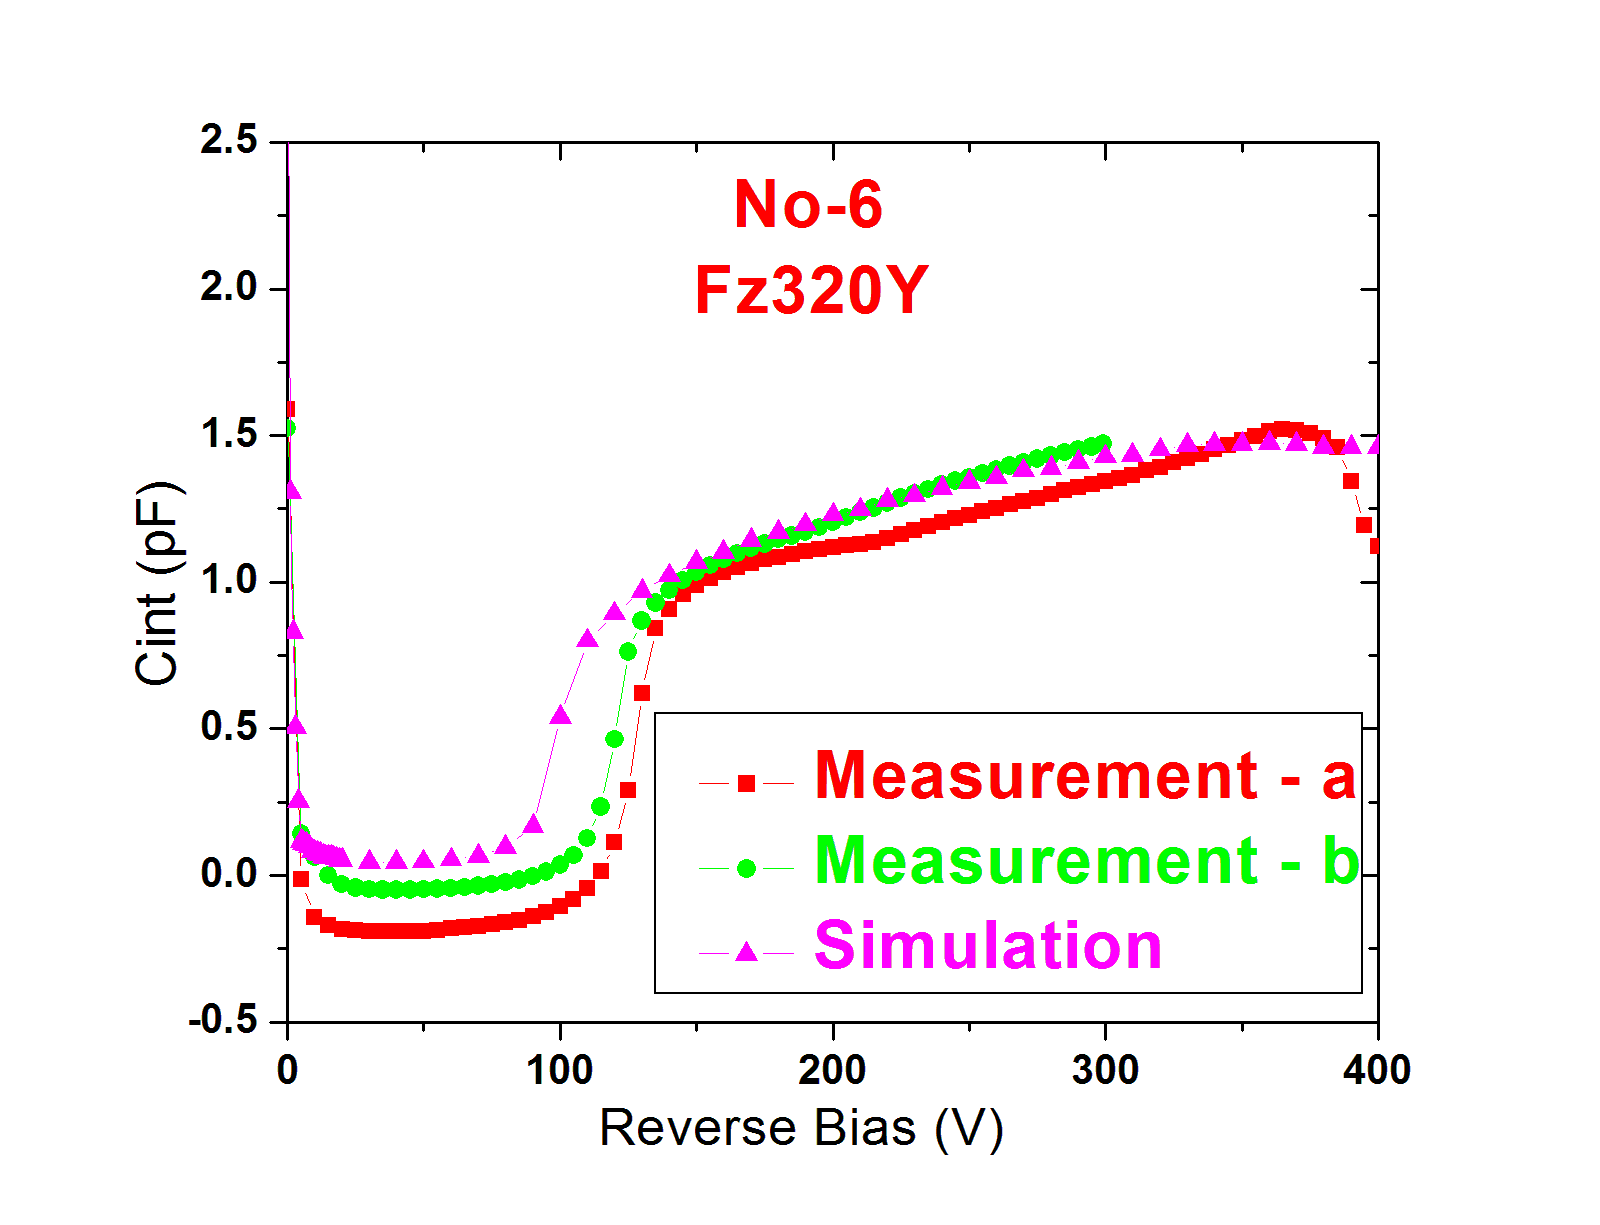 No-6
Fz320Y
2.5
2.0
1.5
1.0
0.5
0.0
-0.5
Cint (pF)
Measurement - a
Measurement - b
Simulation
0 100 200 300 400
Reverse Bias (V)